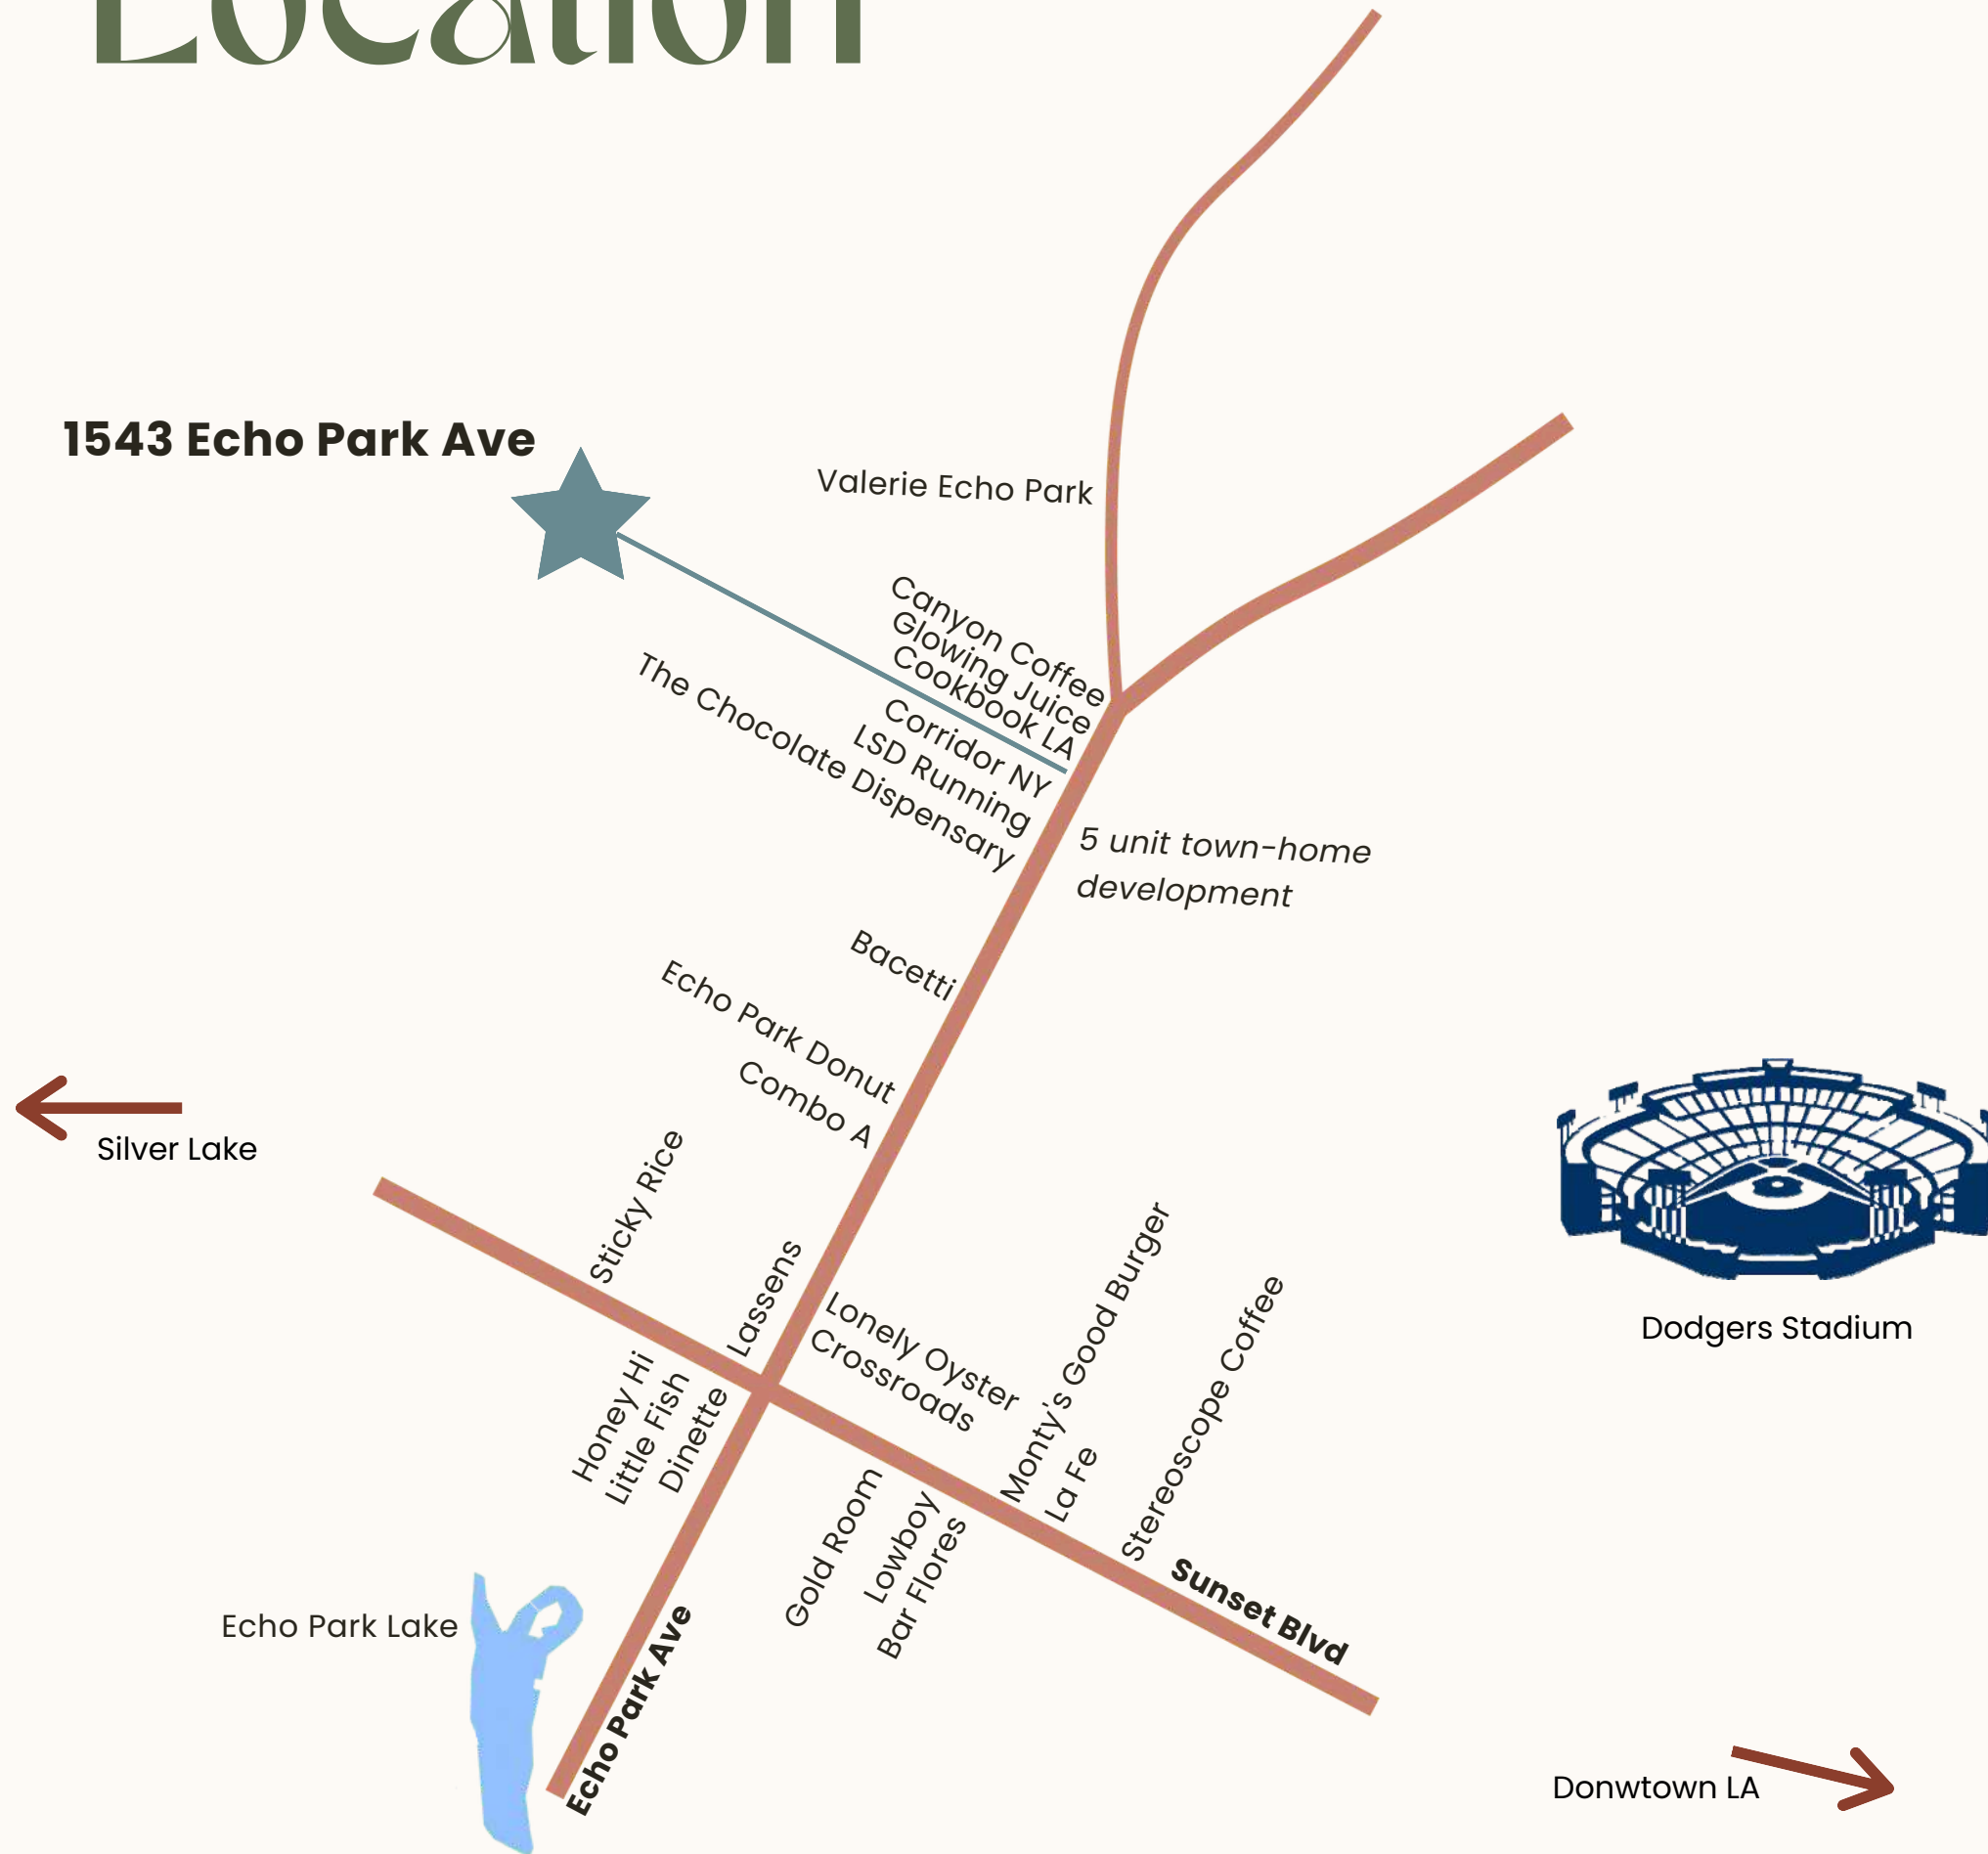 Location
1543 Echo Park Ave
Valerie Echo Park
Canyon Coffee
Glowing Juice
Cookbook LA
Corridor NY
LSD Running
The Chocolate Dispensary
5 unit town-home
development
Bacetti
Echo Park Donut
Combo A
Silver Lake
Sticky Rice
Lassens
Lonely Oyster
Crossroads
Monty's Good Burger
La Fe
Stereoscope Coffee
Dodgers Stadium
Honey Hi
Little Fish
Dinette
Gold Room
Lowboy
Bar Flores
Sunset Blvd
Echo Park Lake
Echo Park Ave
Donwtown LA